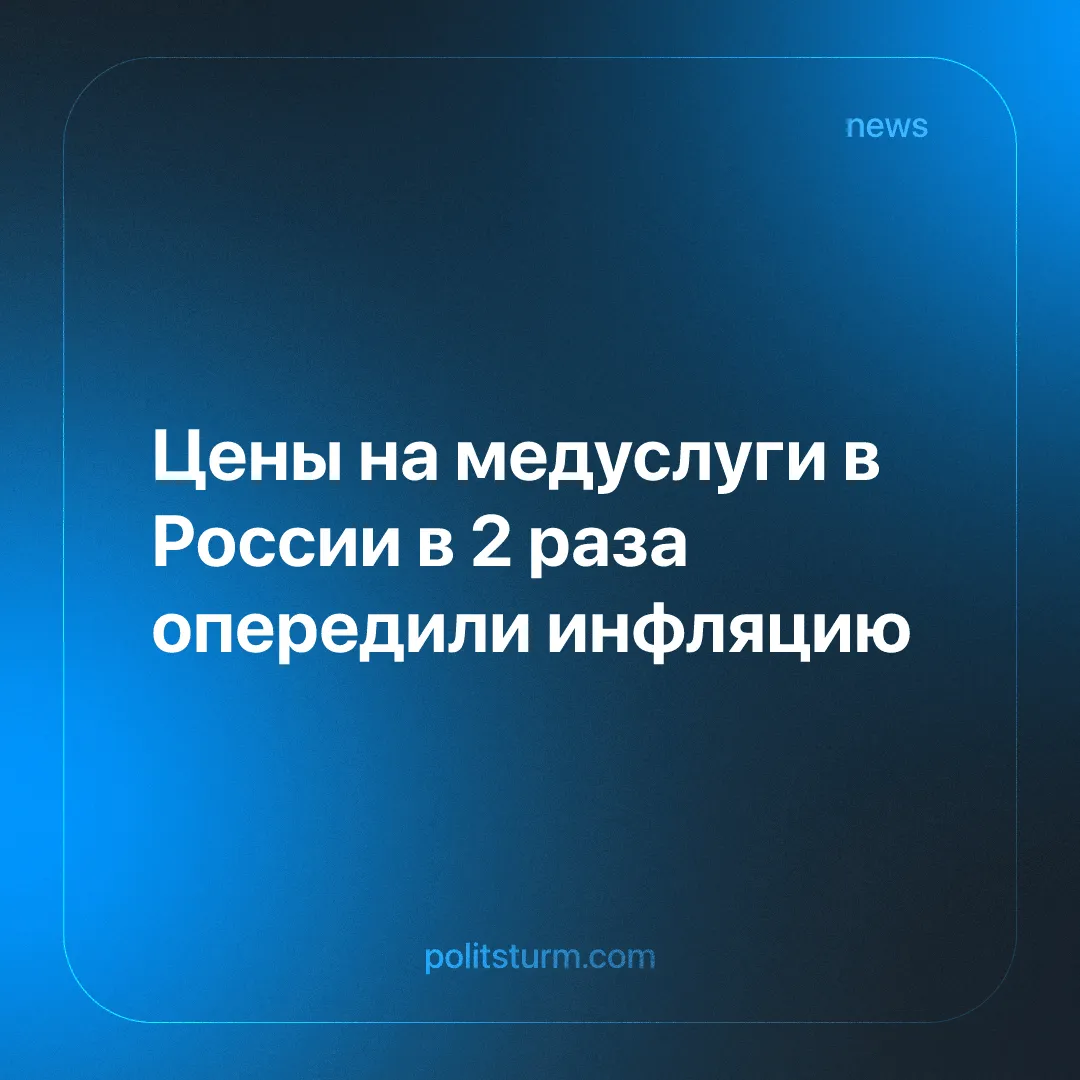 news
Цены на медуслуги в
России в 2 раза
опередили инфляцию
politsturm.com